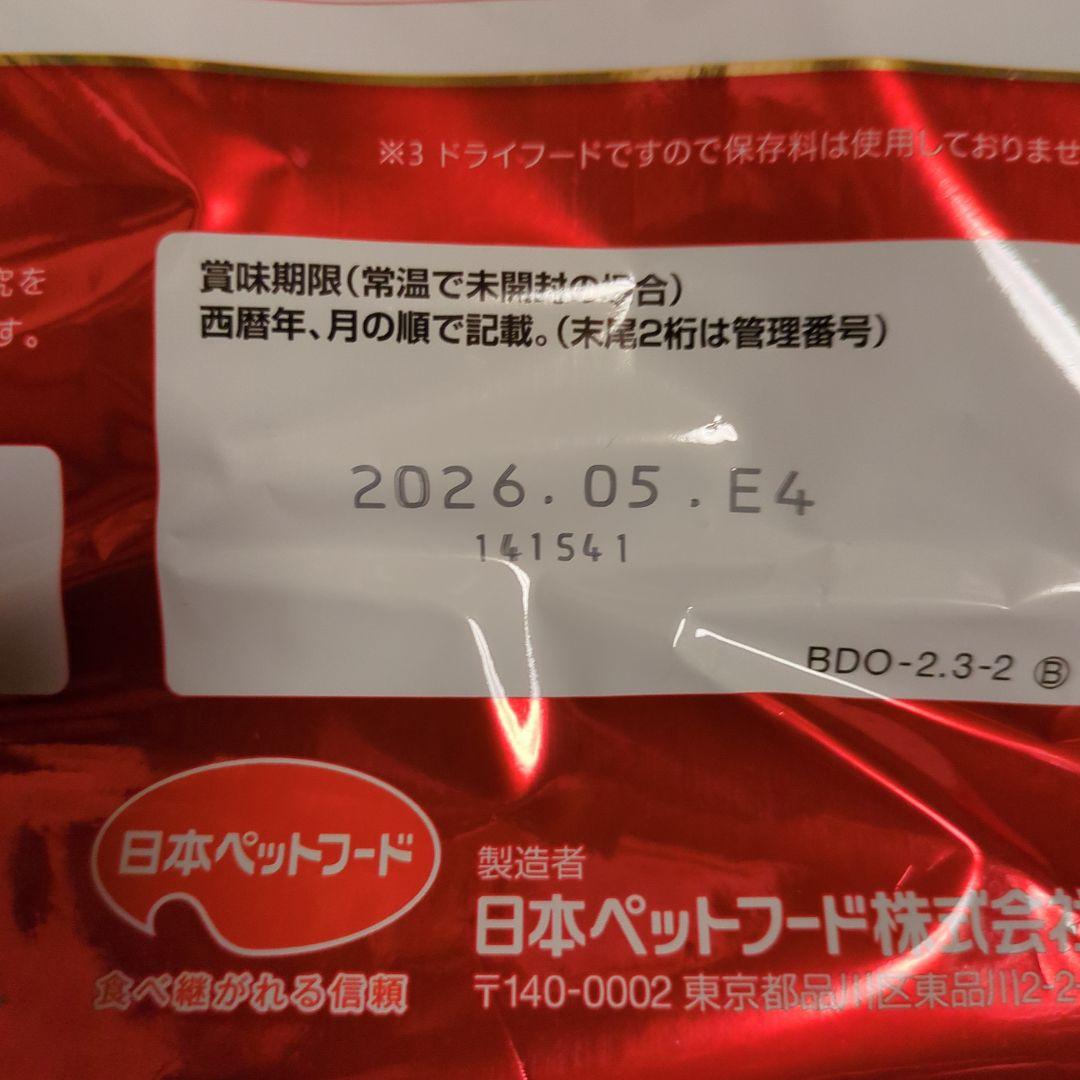 ※3 ドライフードですので保存料は使用しておりませ
究を
す。
賞味期限(常温で未開封の場合)
西暦年、月の順で記載。(末尾2桁は管理番号)
2026.05.E4
141541
BDO-2.3-2 Ⓑ
日本ペットフード
食べ継がれる信頼
製造者
日本ペットフード株式会社
〒140-0002 東京都品川区東品川2-2-